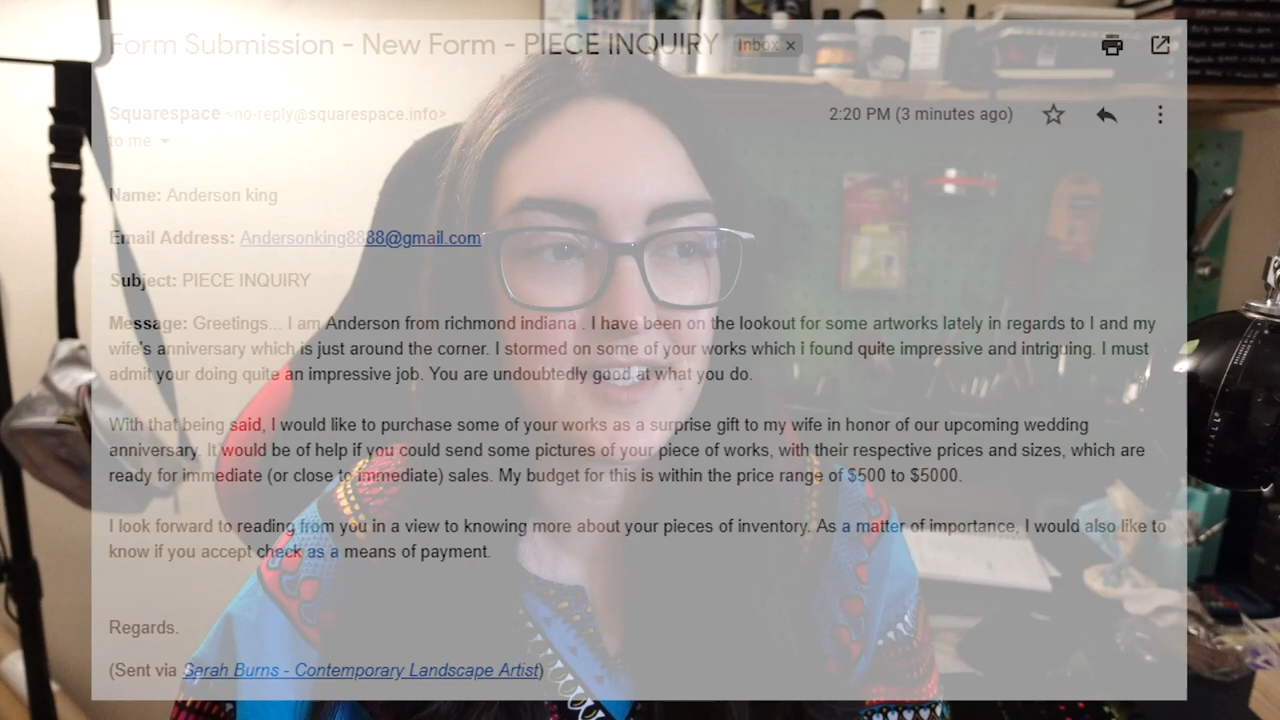 Form Submission - New Form - PIECE INQUIRY Inbox ×
Squarespace <no-reply@squarespace.info>
2:20 PM (3 minutes ago)
to me
Name: Anderson king
Email Address: Andersonking8888@gmail.com
Subject: PIECE INQUIRY
Message: Greetings... I am Anderson from richmond indiana . I have been on the lookout for some artworks lately in regards to I and my
wife's anniversary which is just around the corner. I stormed on some of your works which i found quite impressive and intriguing. I must
admit your doing quite an impressive job. You are undoubtedly good at what you do.
With that being said, I would like to purchase some of your works as a surprise gift to my wife in honor of our upcoming wedding
anniversary. It would be of help if you could send some pictures of your piece of works, with their respective prices and sizes, which are
ready for immediate (or close to immediate) sales. My budget for this is within the price range of $500 to $5000.
I look forward to reading from you in a view to knowing more about your pieces of inventory. As a matter of importance, I would also like to
know if you accept check as a means of payment.
Regards.
(Sent via Sarah Burns - Contemporary Landscape Artist)